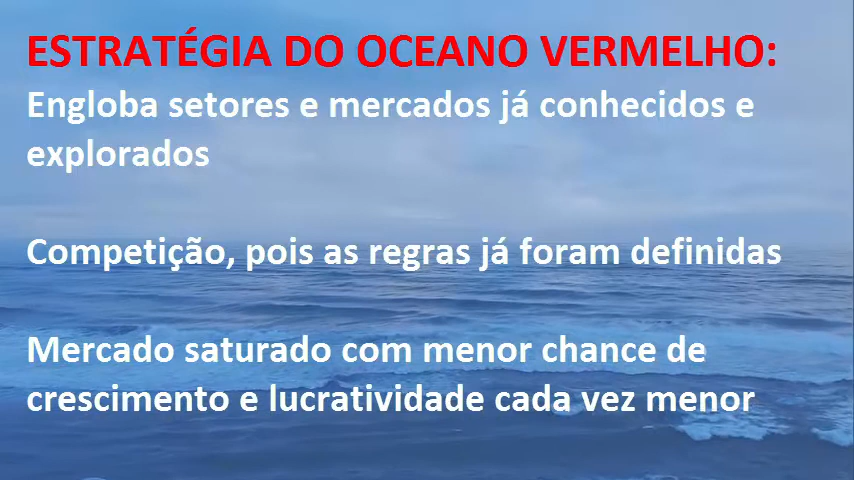 ESTRATÉGIA DO OCEANO VERMELHO:
Engloba setores e mercados já conhecidos e
explorados
Competição, pois as regras já foram definidas
Mercado saturado com menor chance de
crescimento e lucratividade cada vez menor